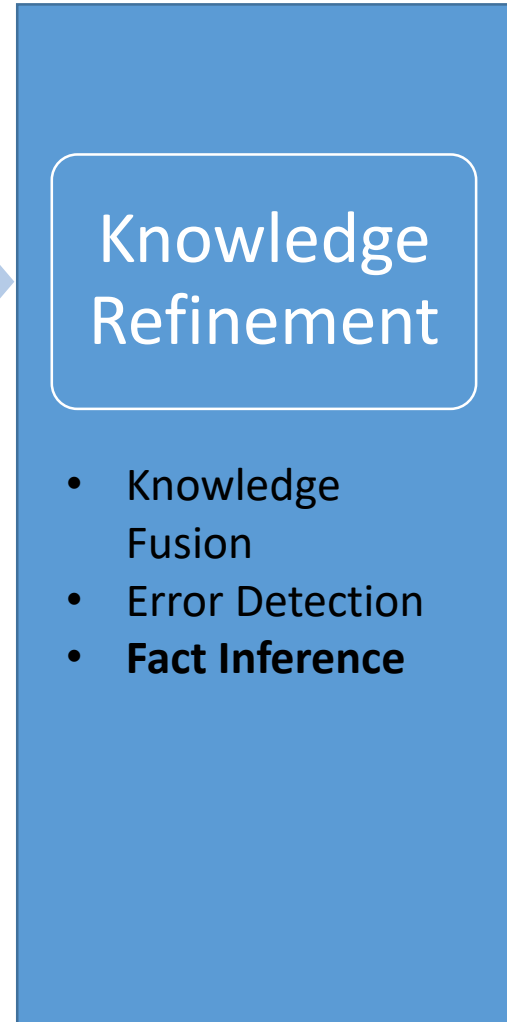 Knowledge
Refinement
• Knowledge
Fusion
• Error Detection
• Fact Inference